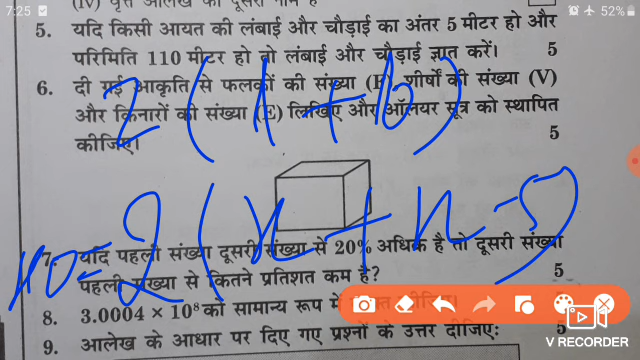 7:25
52%
(iv) वृत्त आलेख का दूसरा नाम है
5. यदि किसी आयत की लंबाई और चौड़ाई का अंतर 5 मीटर हो और
परिमिति 110 मीटर हो तो लंबाई और चौड़ाई ज्ञात करें। 5
6. दी गई आकृति से फलकों की संख्या (F) शीर्षों की संख्या (V)
और किनारों की संख्या (E) लिखिए और ऑलयर सूत्र को स्थापित
कीजिए। 5
2(l+b)
110=2(x+x-5)
7. यदि पहली संख्या दूसरी संख्या से 20% अधिक है तो दूसरी संख्या
पहली संख्या से कितने प्रतिशत कम है? 5
8. 3.0004 × 10⁸ को सामान्य रूप में
9. आलेख के आधार पर दिए गए प्रश्नों के उत्तर दीजिए: 5
V RECORDER